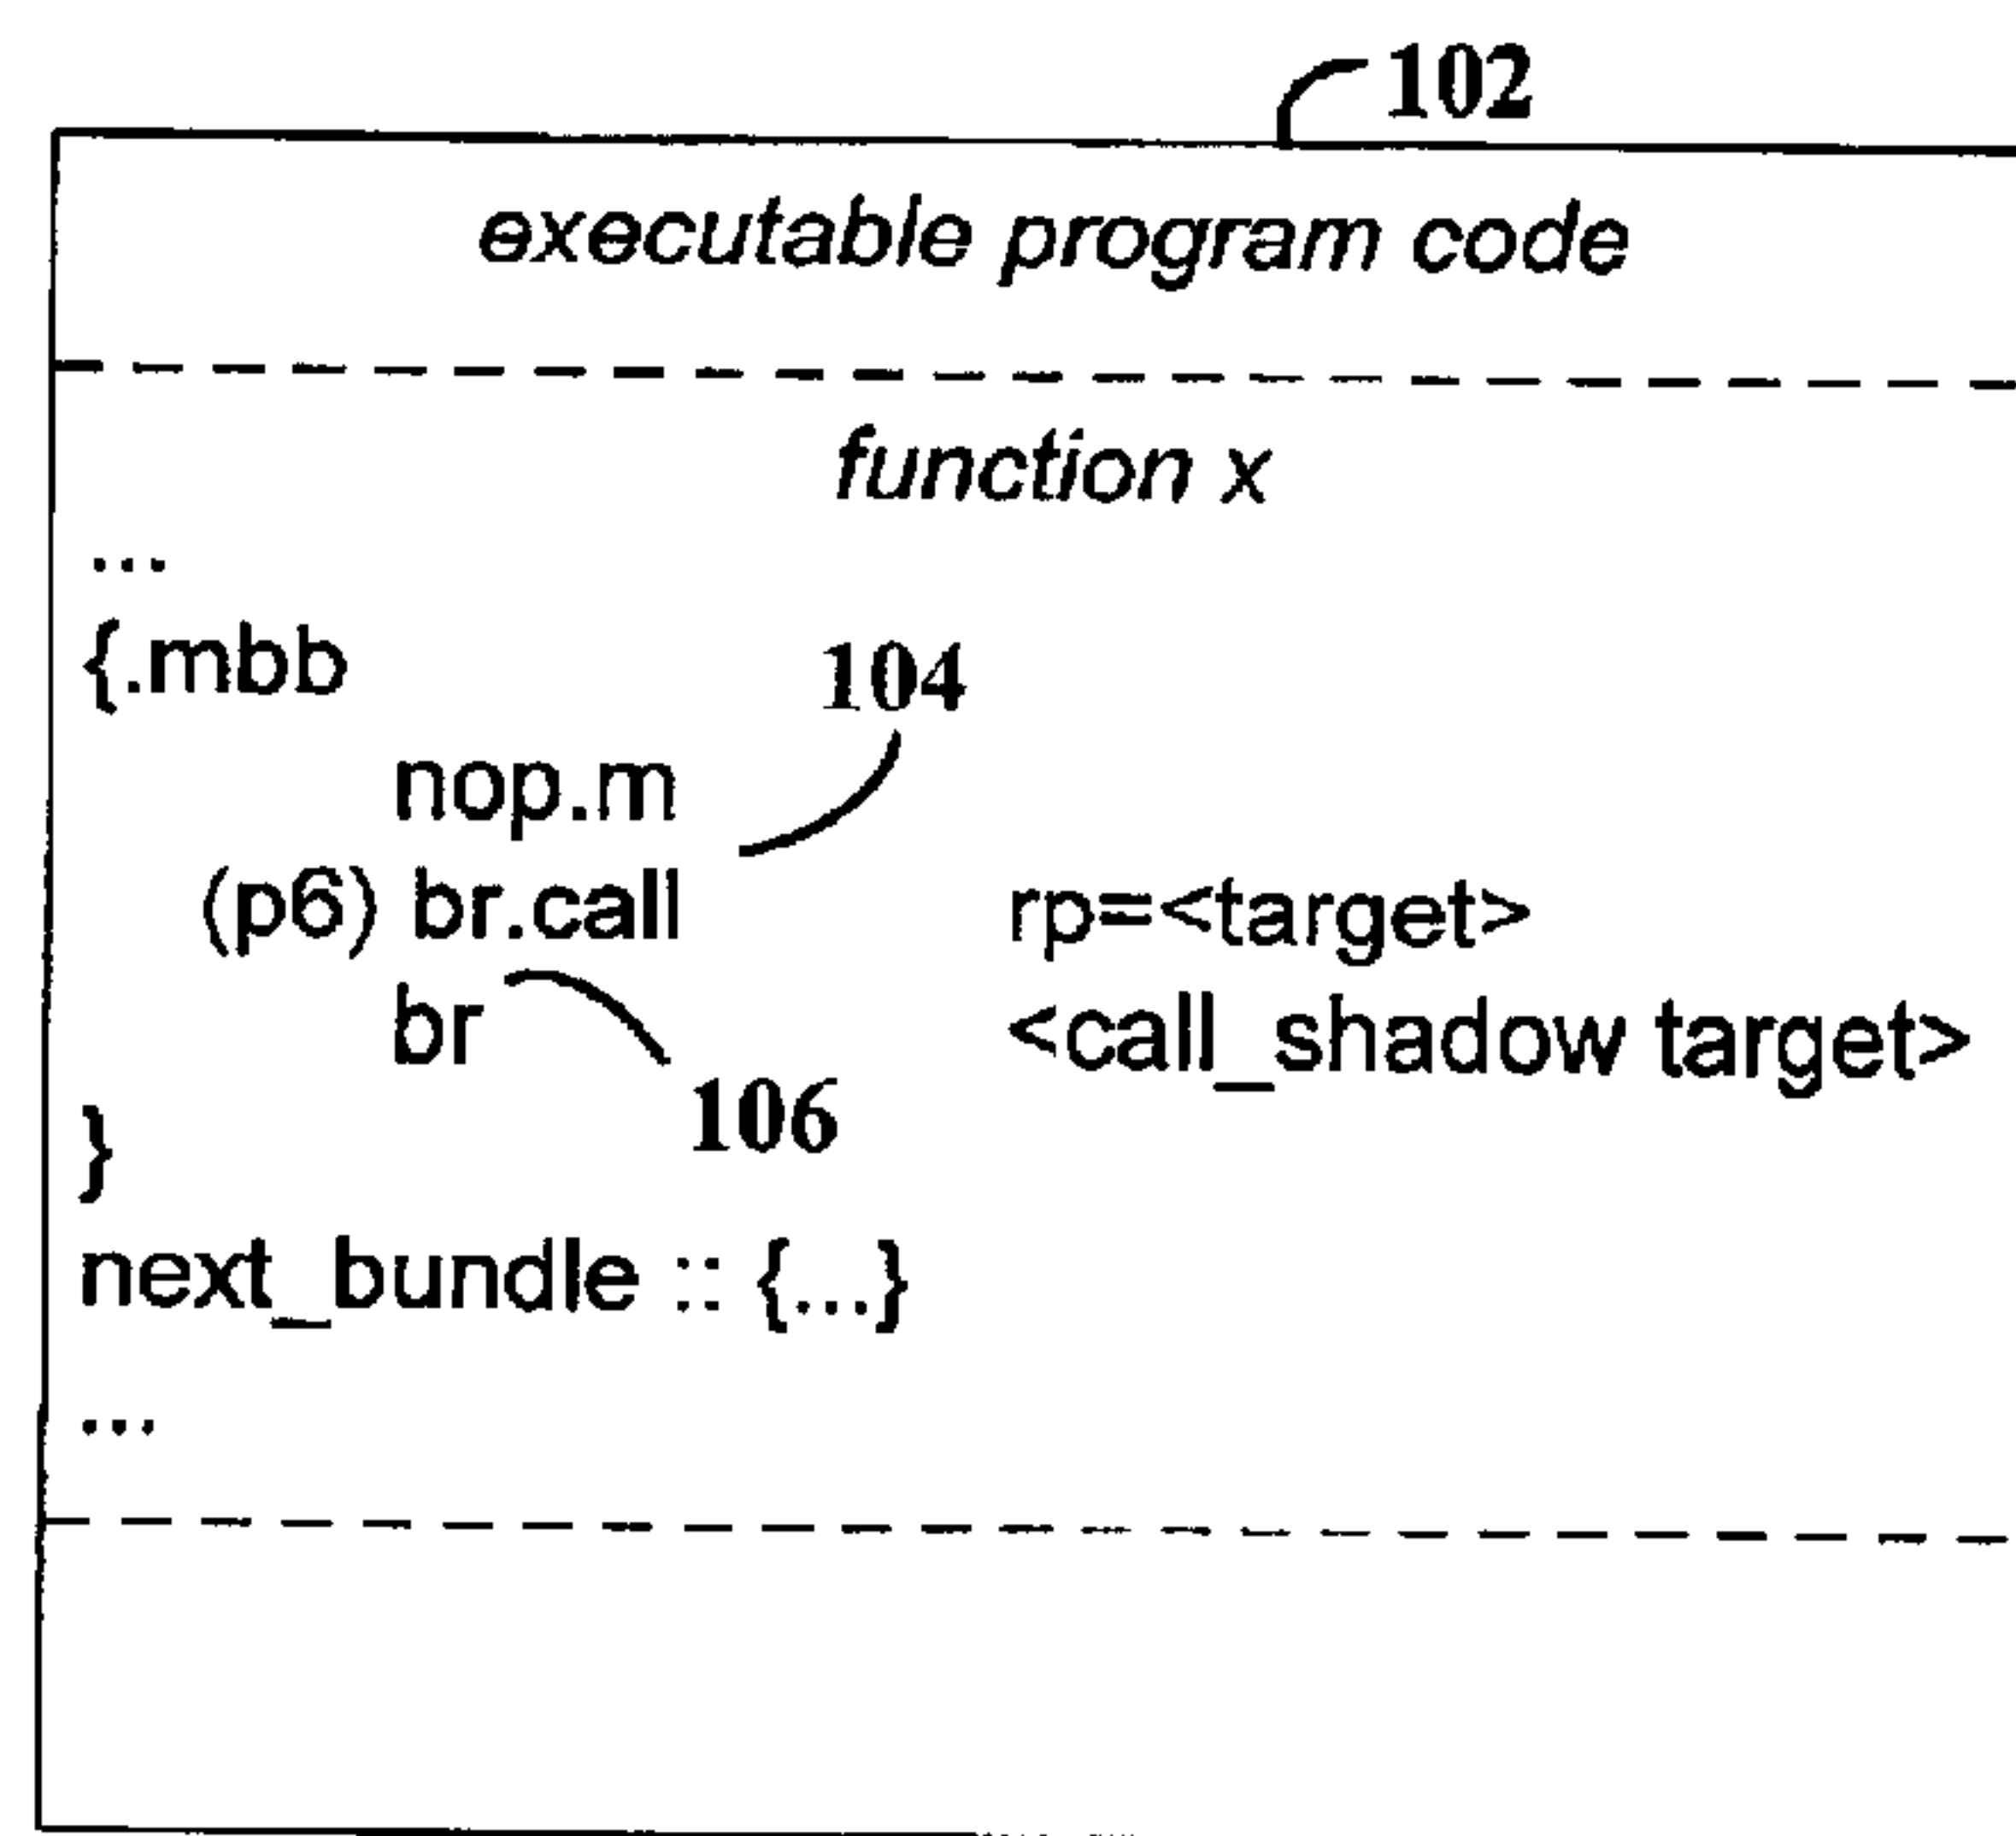 102
executable program code
function x
...
{.mbb
104
nop.m
(p6) br.call rp=<target>
br <call_shadow target>
106
}
next_bundle :: {...}
...